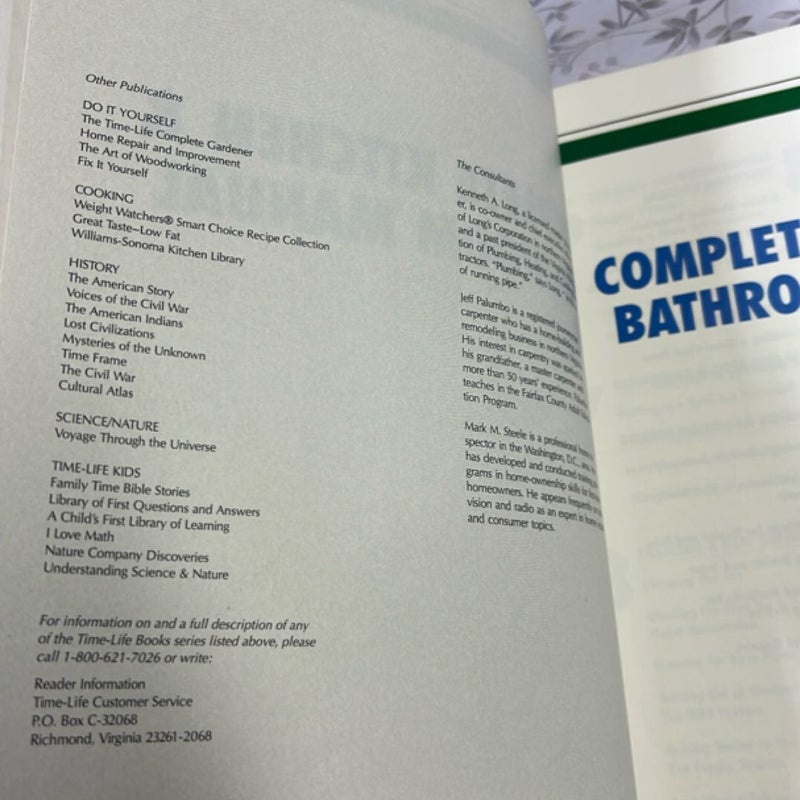 Other Publications
DO IT YOURSELF
The Time-Life Complete Gardener
Home Repair and Improvement
The Art of Woodworking
Fix It Yourself
COOKING
Weight Watchers® Smart Choice Recipe Collection
Great Taste~Low Fat
Williams-Sonoma Kitchen Library
HISTORY
The American Story
Voices of the Civil War
The American Indians
Lost Civilizations
Mysteries of the Unknown
Time Frame
The Civil War
Cultural Atlas
SCIENCE/NATURE
Voyage Through the Universe
TIME-LIFE KIDS
Family Time Bible Stories
Library of First Questions and Answers
A Child's First Library of Learning
I Love Math
Nature Company Discoveries
Understanding Science & Nature
For information on and a full description of any
of the Time-Life Books series listed above, please
call 1-800-621-7026 or write:
Reader Information
Time-Life Customer Service
P.O. Box C-32068
Richmond, Virginia 23261-2068
The Consultants
Kenneth A. Long, a licensed
er, is co-owner and chief
of Long's Corporation in northern
and a past president of the Virginia
tion of Plumbing, Heating, and
tractors. "Plumbing," says Long,
of running pipe."
Jeff Palumbo is a registered
carpenter who has a home-building
remodeling business in northern
His interest in carpentry was
his grandfather, a master carpenter
more than 50 years' experience.
teaches in the Fairfax County Adult
tion Program.
Mark M. Steele is a professional home
spector in the Washington, D.C.,
has developed and conducted training
grams in home-ownership skills for
homeowners. He appears frequently on
vision and radio as an expert in home
and consumer topics.
COMPLET
BATHRO